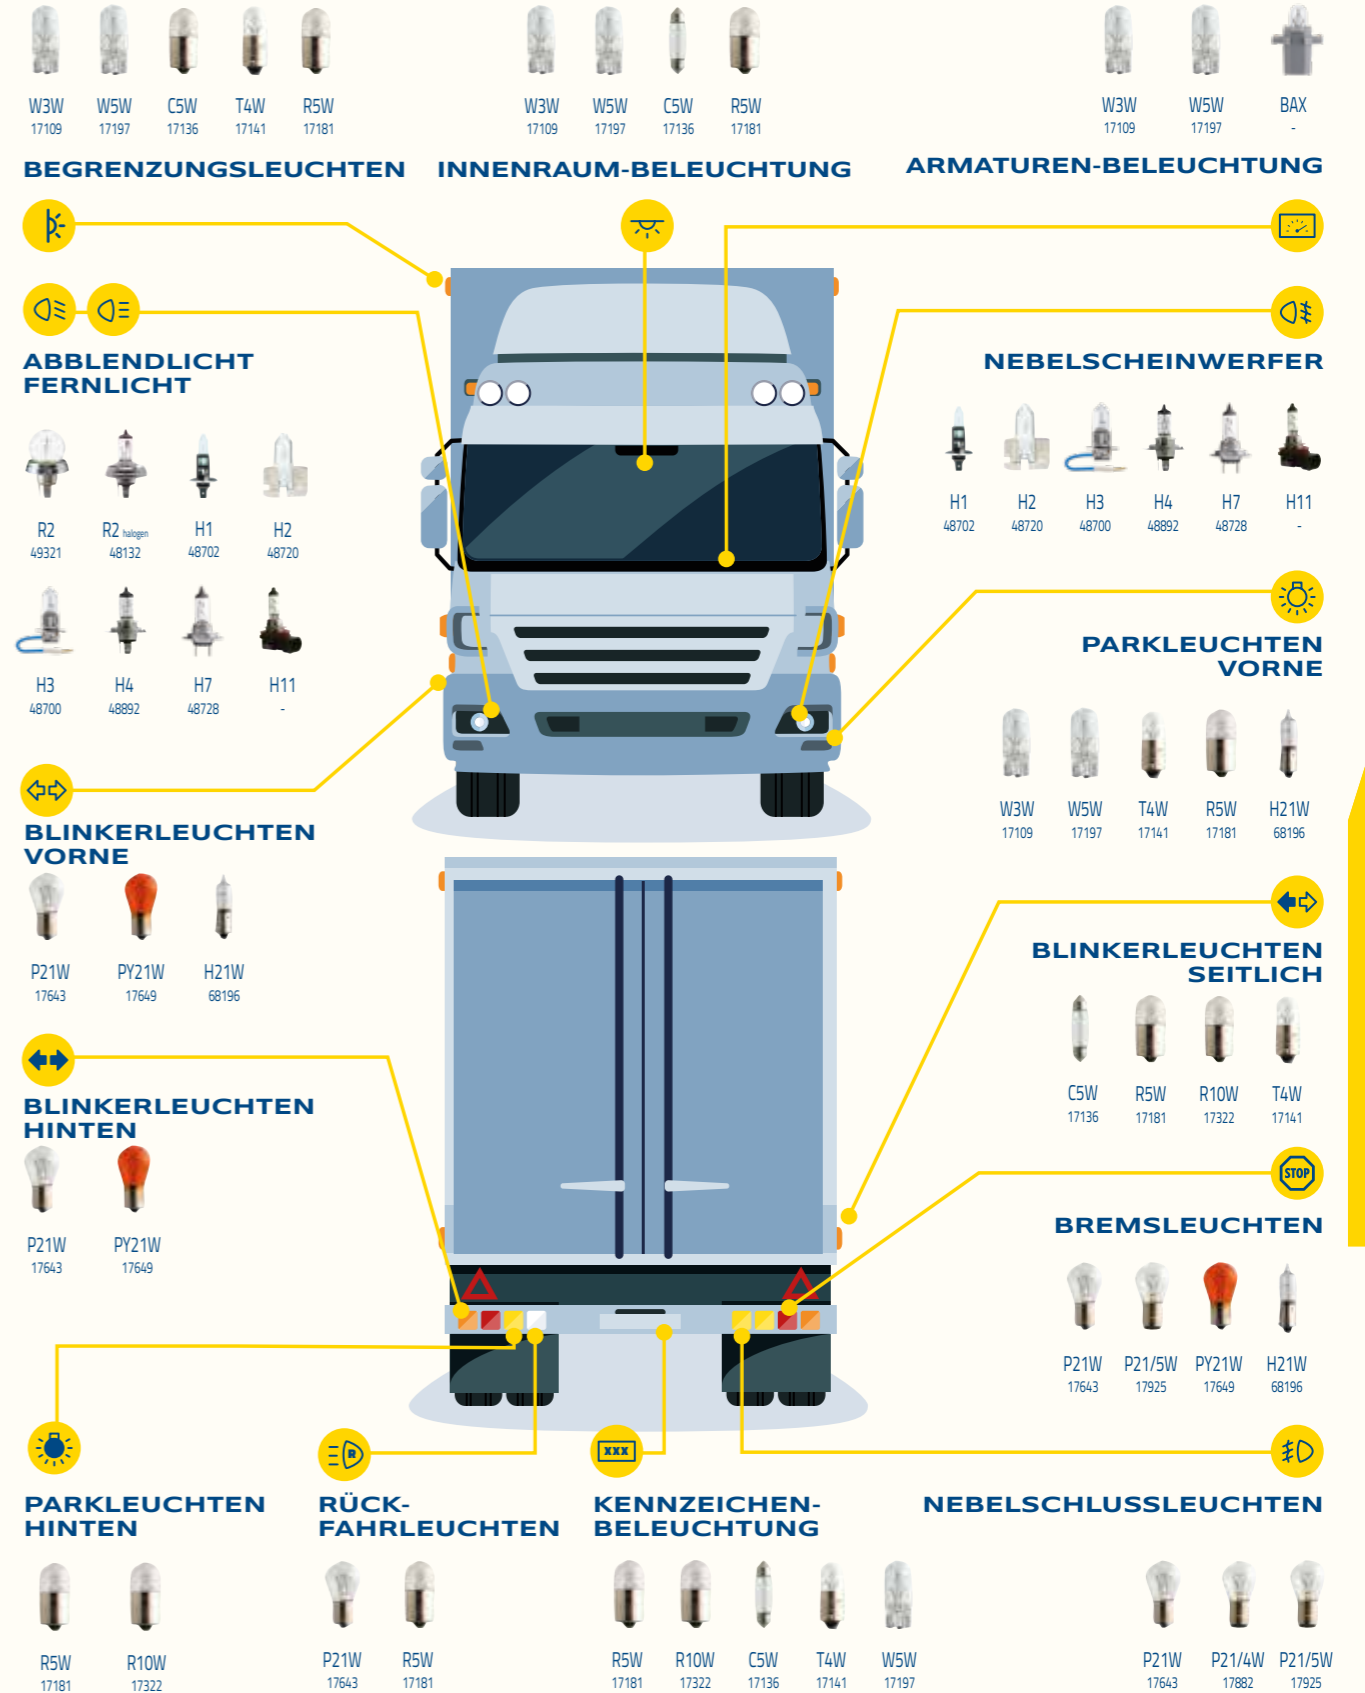 W3W W5W C5W T4W R5W
17109 17197 17136 17141 17181
BEGRENZUNGSLEUCHTEN
W3W W5W C5W R5W
17109 17197 17136 17181
INNENRAUM-BELEUCHTUNG
W3W W5W BAX
17109 17197 -
ARMATUREN-BELEUCHTUNG
ABBLENDLICHT
FERNLICHT
R2 R2 halogen H1 H2
49321 48132 48702 48720
H3 H4 H7 H11
48700 48892 48728 -
NEBELSCHEINWERFER
H1 H2 H3 H4 H7 H11
48702 48720 48700 48892 48728 -
PARKLEUCHTEN
VORNE
W3W W5W T4W R5W H21W
17109 17197 17141 17181 68196
BLINKERLEUCHTEN
VORNE
P21W PY21W H21W
17643 17649 68196
BLINKERLEUCHTEN
SEITLICH
C5W R5W R10W T4W
17136 17181 17322 17141
BLINKERLEUCHTEN
HINTEN
P21W PY21W
17643 17649
STOP
BREMSLEUCHTEN
P21W P21/5W PY21W H21W
17643 17925 17649 68196
PARKLEUCHTEN
HINTEN
R5W R10W
17181 17322
R
RÜCK-
FAHRLEUCHTEN
P21W R5W
17643 17181
XXX
KENNZEICHEN-
BELEUCHTUNG
R5W R10W C5W T4W W5W
17181 17322 17136 17141 17197
NEBELSCHLUSSLEUCHTEN
P21W P21/4W P21/5W
17643 17882 17925